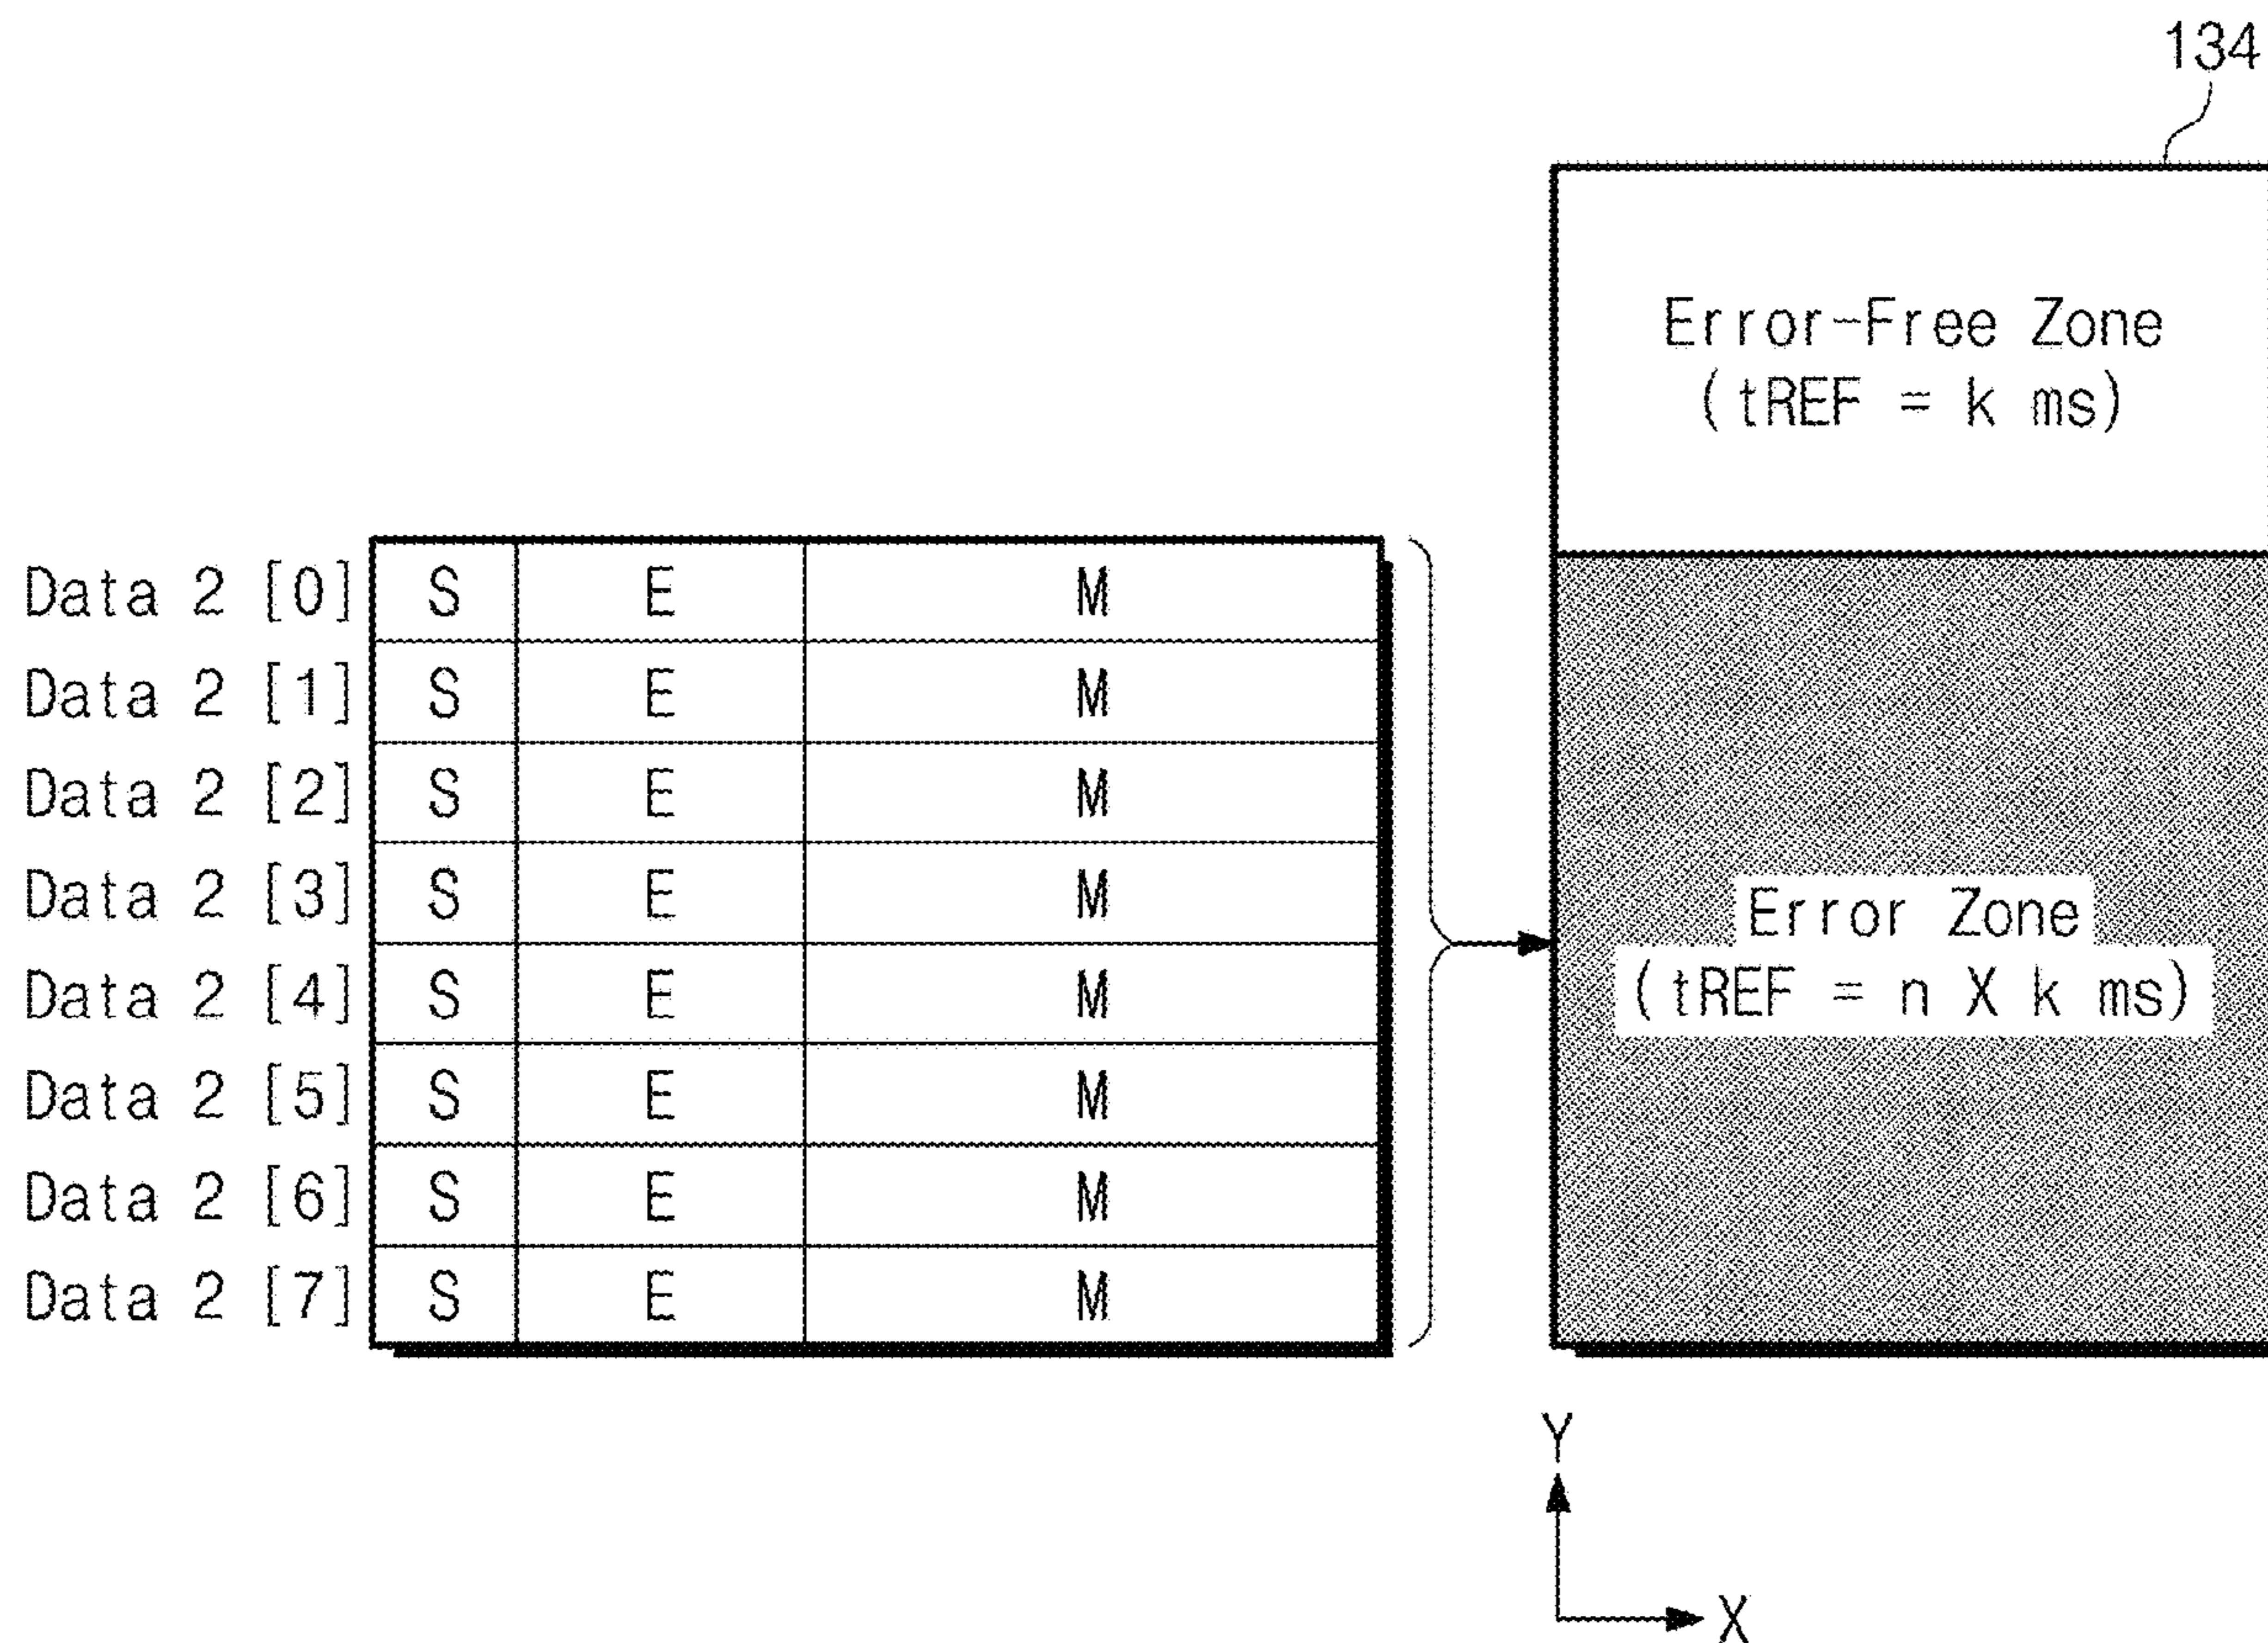 134
Error-Free Zone
(tREF = k ms)
Data 2 [0] S E M
Data 2 [1] S E M
Data 2 [2] S E M
Data 2 [3] S E M
Data 2 [4] S E M
Data 2 [5] S E M
Data 2 [6] S E M
Data 2 [7] S E M
Error Zone
(tREF = n X k ms)
Y
X